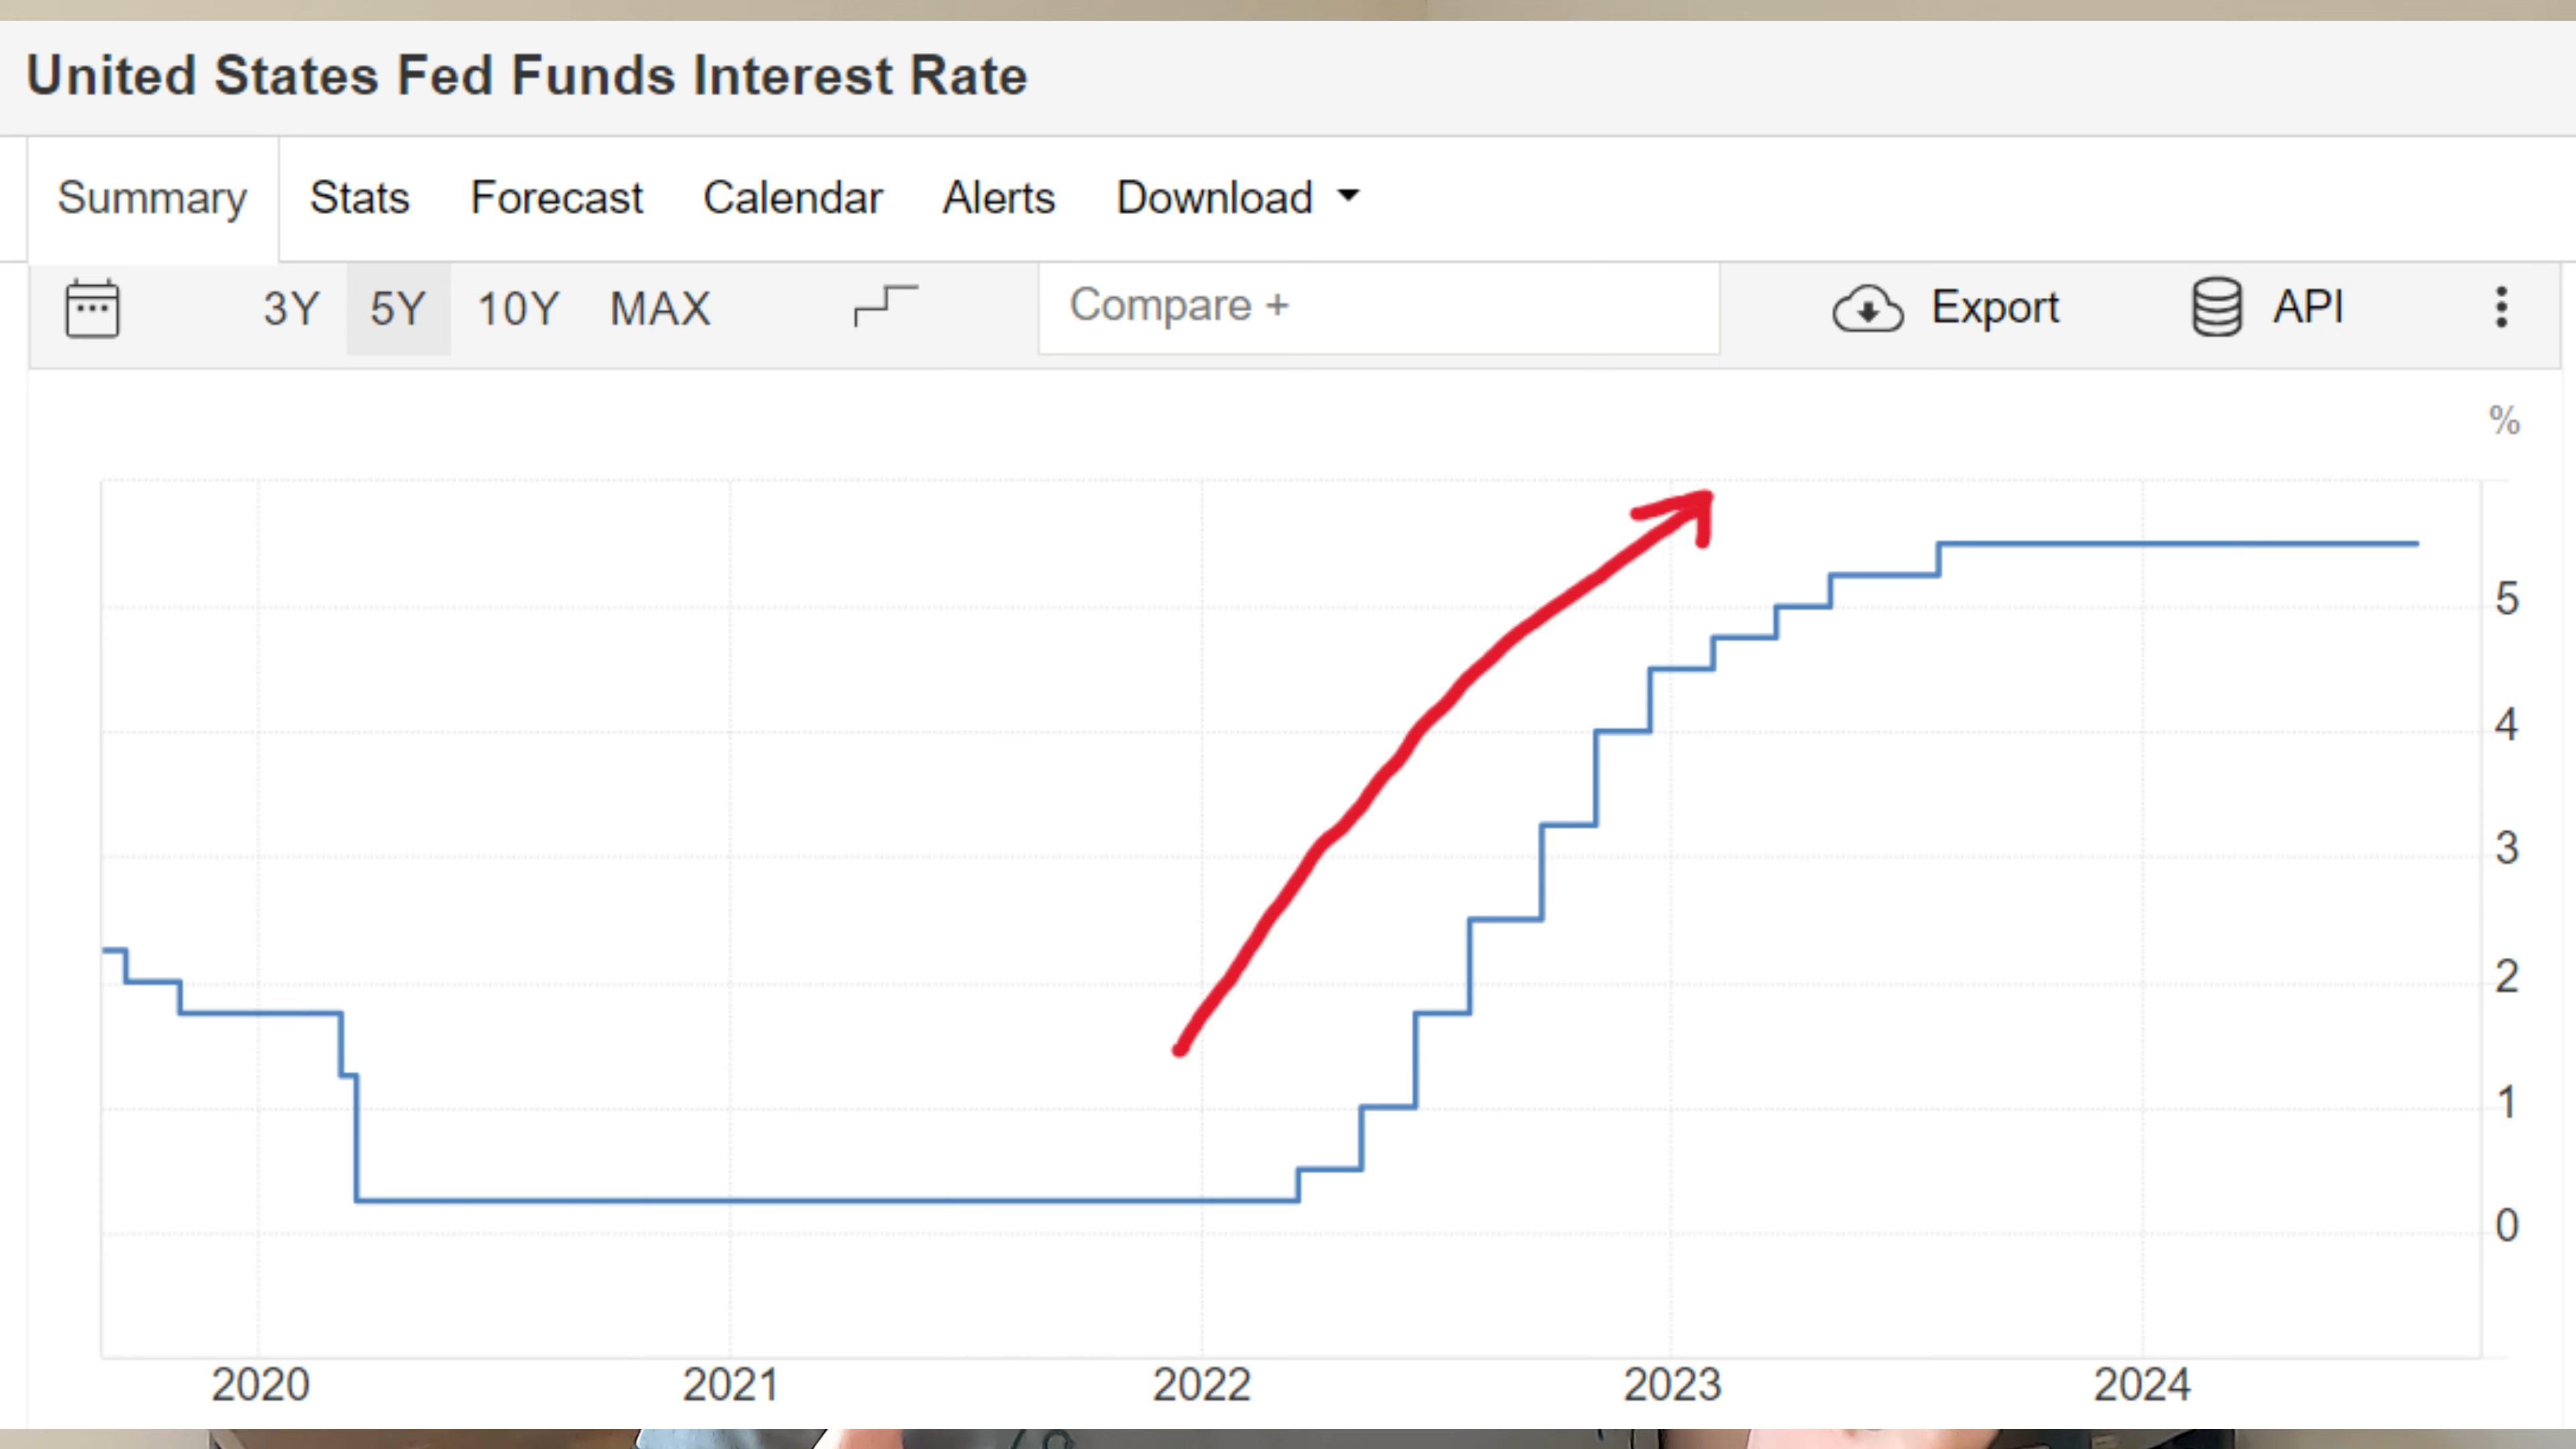 United States Fed Funds Interest Rate
Summary Stats Forecast Calendar Alerts Download
3Y 5Y 10Y MAX Compare + Export API
%
5
4
3
2
1
0
2020 2021 2022 2023 2024